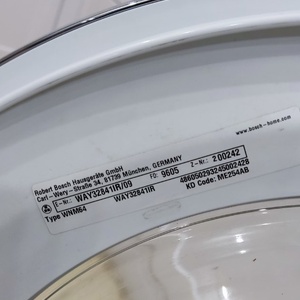 Robert Bosch Hausgeräte GmbH
Carl-Wery-Straße 34, 81739 München, GERMANY
E-Nr.: WAY32841IR/09 FD: 9605 Z-Nr.: 200242
Type WNM64 WAY32841IR 486050293245002428
KD Code: ME254AB
www.bosch-home.com